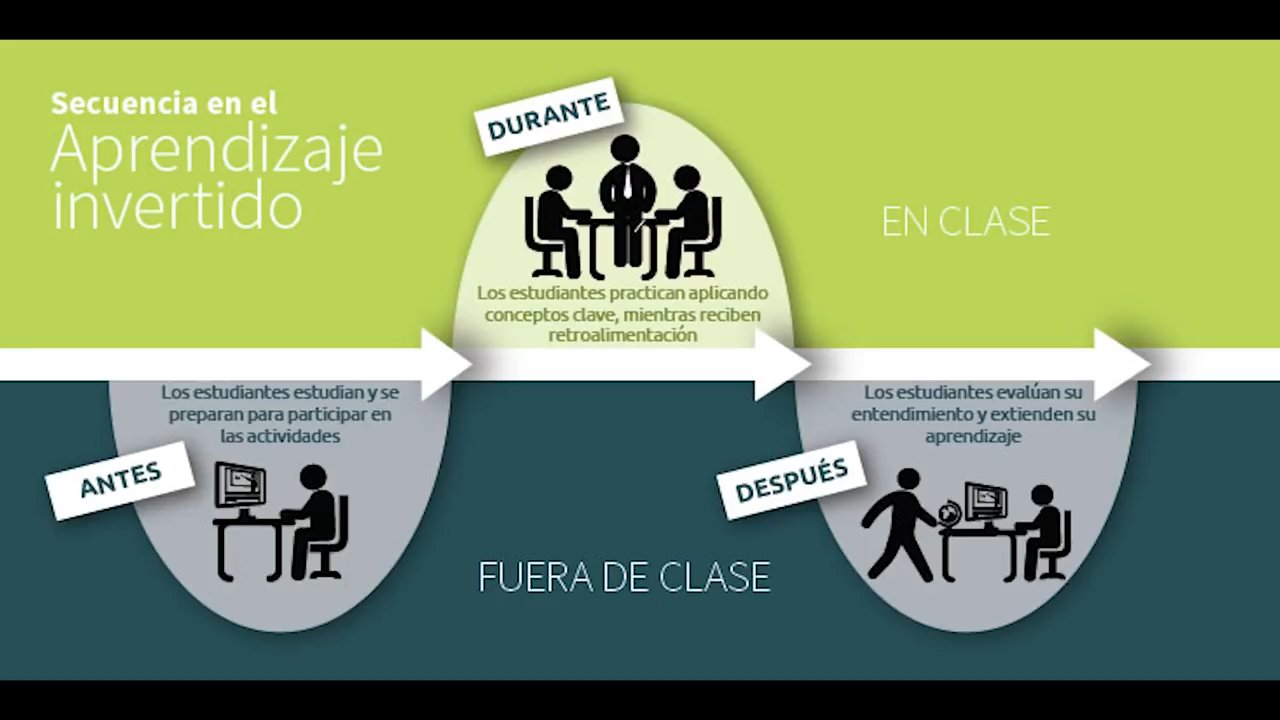 Secuencia en el
Aprendizaje
invertido
DURANTE
Los estudiantes practican aplicando
conceptos clave, mientras reciben
retroalimentación
EN CLASE
ANTES
Los estudiantes estudian y se
preparan para participar en
las actividades
FUERA DE CLASE
DESPUÉS
Los estudiantes evalúan su
entendimiento y extienden su
aprendizaje